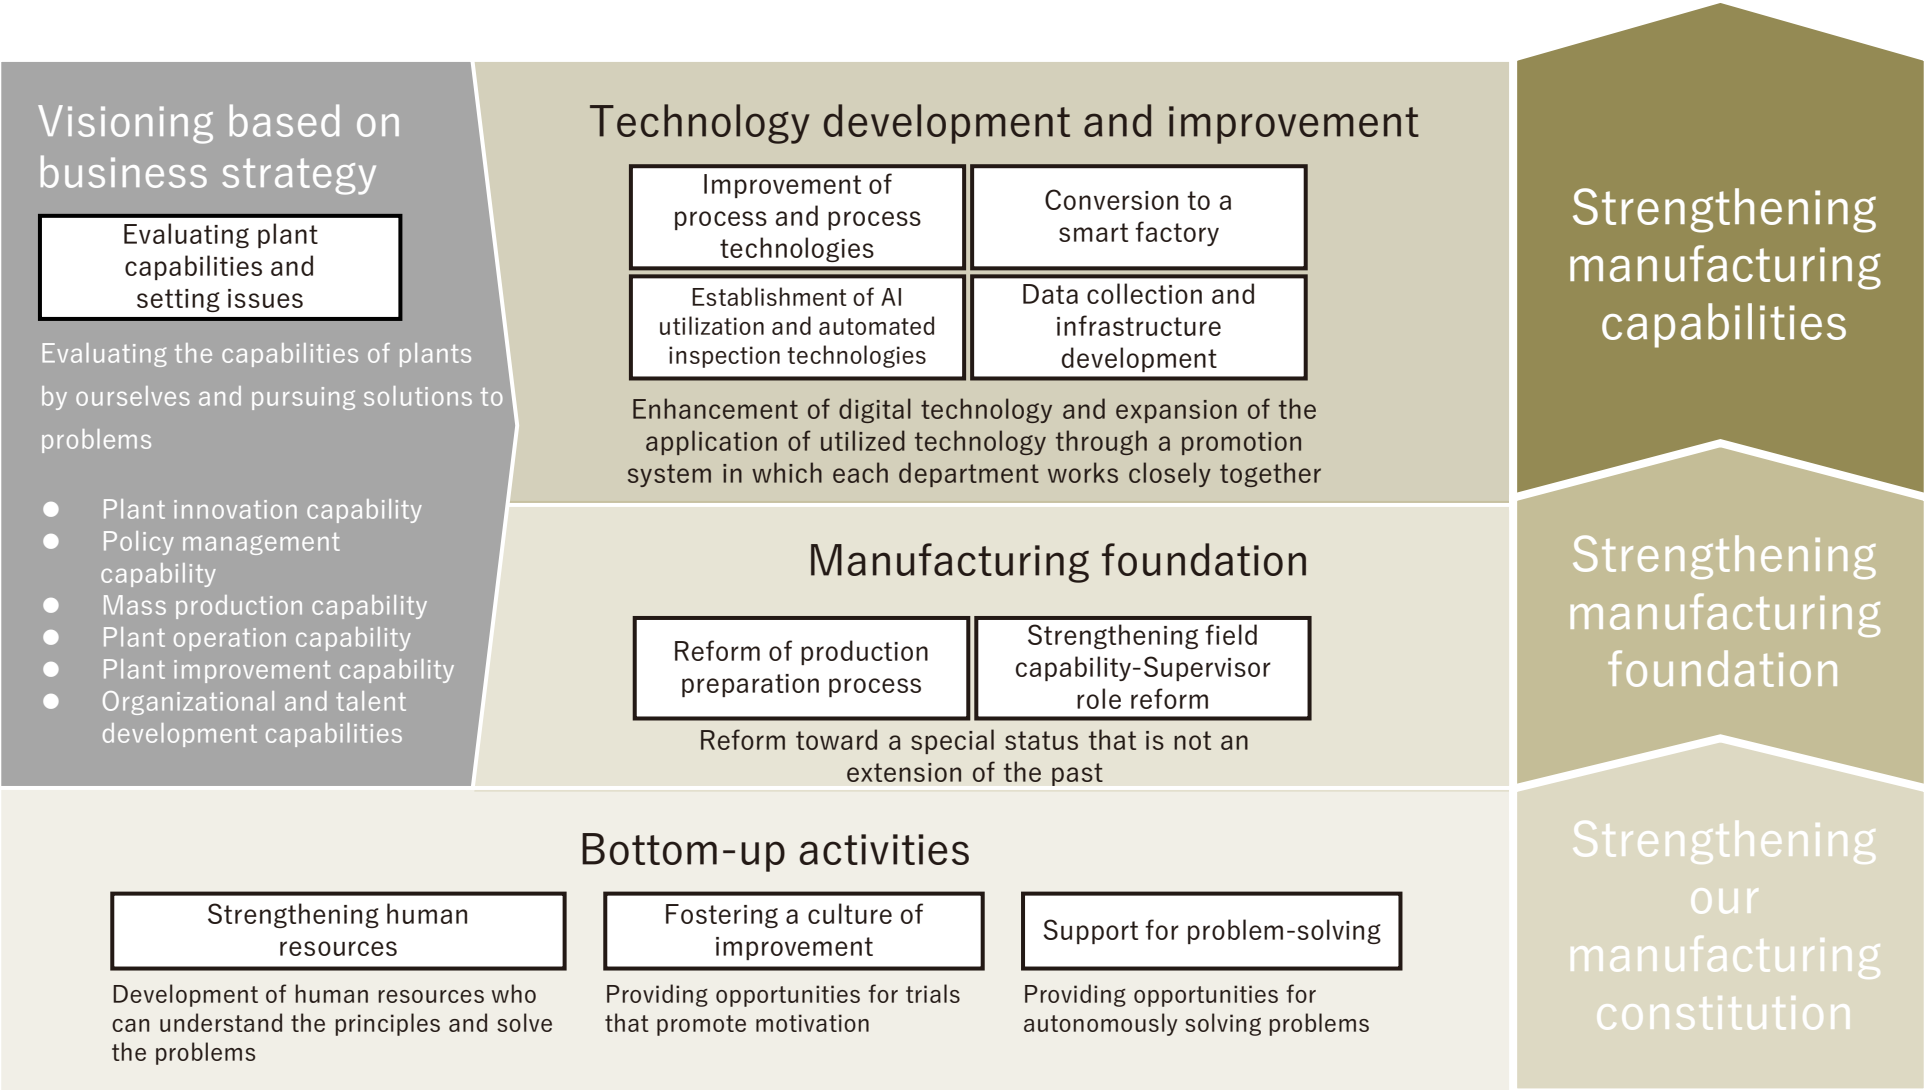 Visioning based on
business strategy
Evaluating plant
capabilities and
setting issues
Evaluating the capabilities of plants
by ourselves and pursuing solutions to
problems
● Plant innovation capability
● Policy management
capability
● Mass production capability
● Plant operation capability
● Plant improvement capability
● Organizational and talent
development capabilities
Technology development and improvement
Improvement of
process and process
technologies
Conversion to a
smart factory
Establishment of AI
utilization and automated
inspection technologies
Data collection and
infrastructure
development
Enhancement of digital technology and expansion of the
application of utilized technology through a promotion
system in which each department works closely together
Manufacturing foundation
Reform of production
preparation process
Strengthening field
capability-Supervisor
role reform
Reform toward a special status that is not an
extension of the past
Bottom-up activities
Strengthening human
resources
Development of human resources who
can understand the principles and solve
the problems
Fostering a culture of
improvement
Providing opportunities for trials
that promote motivation
Support for problem-solving
Providing opportunities for
autonomously solving problems
Strengthening
manufacturing
capabilities
Strengthening
manufacturing
foundation
Strengthening
our
manufacturing
constitution